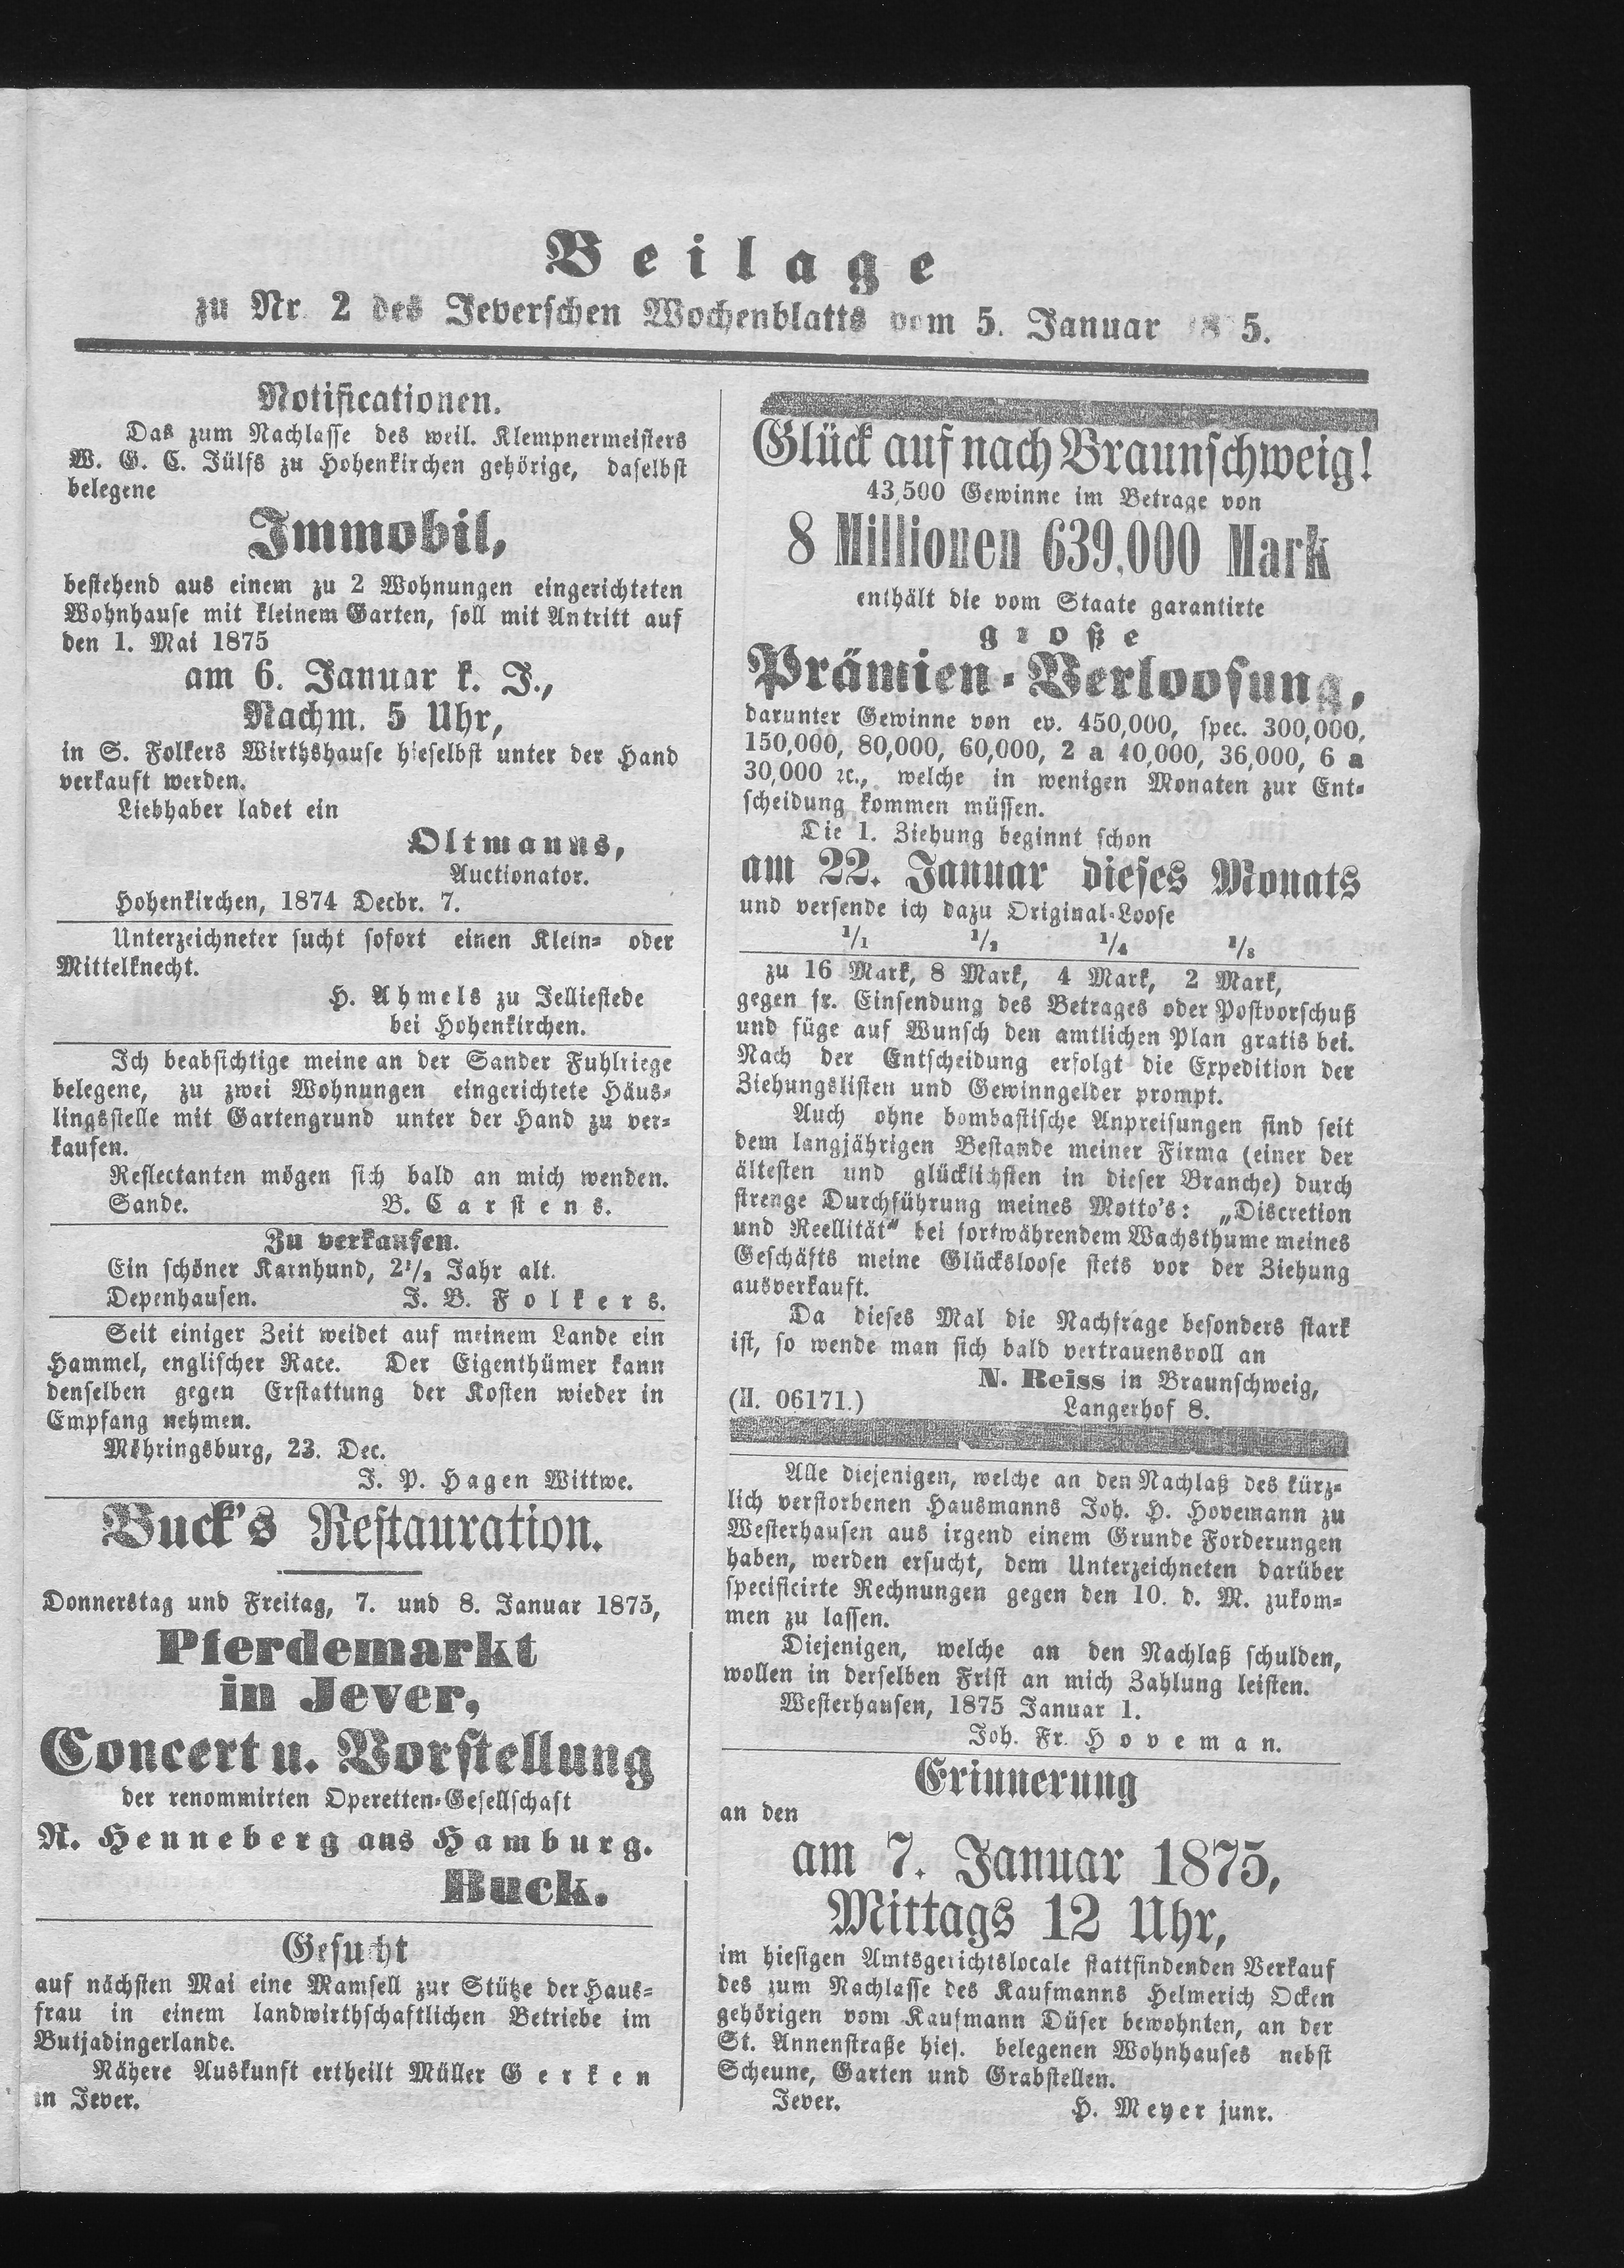 Beilage
zu Nr. 2 des Jeverschen Wochenblatts vom 5. Januar 1875.
Notificationen.
Das zum Nachlasse des weil. Klempnermeisters
W. G. C. Jülfs zu Hohenkirchen gehörige, daselbst
belegene
Immobil,
bestehend aus einem zu 2 Wohnungen eingerichteten
Wohnhause mit kleinem Garten, soll mit Antritt auf
den 1. Mai 1875
am 6. Januar k. J.,
Nachm. 5 Uhr,
in S. Folkers Wirthshause hieselbst unter der Hand
verkauft werden.
Liebhaber ladet ein
Oltmanns,
Auctionator.
Hohenkirchen, 1874 Decbr. 7.
Unterzeichneter sucht sofort einen Klein- oder
Mittelknecht.
H. Ahmels zu Jelliestede
bei Hohenkirchen.
Ich beabsichtige meine an der Sander Fuhlriege
belegene, zu zwei Wohnungen eingerichtete Häus-
lingsstelle mit Gartengrund unter der Hand zu ver-
kaufen.
Reflectanten mögen sich bald an mich wenden.
Sande. B. Carstens.
Zu verkaufen.
Ein schöner Karnhund, 2 1/2 Jahr alt.
Depenhausen. J. B. Folkers.
Seit einiger Zeit weidet auf meinem Lande ein
Hammel, englischer Race. Der Eigenthümer kann
denselben gegen Erstattung der Kosten wieder in
Empfang nehmen.
Möhringsburg, 23. Dec.
J. P. Hagen Wittwe.
Buck's Restauration.
Donnerstag und Freitag, 7. und 8. Januar 1875,
Pferdemarkt
in Jever,
Concert u. Vorstellung
der renommirten Operetten-Gesellschaft
R. Henneberg aus Hamburg.
Buck.
Gesucht
auf nächsten Mai eine Mamsell zur Stütze der Haus-
frau in einem landwirthschaftlichen Betriebe im
Butjadingerlande.
Nähere Auskunft ertheilt Müller Gerken
in Jever.
Glück auf nach Braunschweig!
43,500 Gewinne im Betrage von
8 Millionen 639,000 Mark
enthält die vom Staate garantirte
große
Prämien-Verloosung,
darunter Gewinne von ev. 450,000, spec. 300,000,
150,000, 80,000, 60,000, 2 a 40,000, 36,000, 6 a
30,000 ꝛc., welche in wenigen Monaten zur Ent-
scheidung kommen müssen.
Die 1. Ziehung beginnt schon
am 22. Januar dieses Monats
und versende ich dazu Original-Loose
1/1 1/2 1/4 1/8
zu 16 Mark, 8 Mark, 4 Mark, 2 Mark,
gegen fr. Einsendung des Betrages oder Postvorschuß
und füge auf Wunsch den amtlichen Plan gratis bei.
Nach der Entscheidung erfolgt die Expedition der
Ziehungslisten und Gewinngelder prompt.
Auch ohne bombastische Anpreisungen sind seit
dem langjährigen Bestande meiner Firma (einer der
ältesten und glücklichsten in dieser Branche) durch
strenge Durchführung meines Motto's: „Discretion
und Reellität“ bei fortwährendem Wachsthume meines
Geschäfts meine Glücksloose stets vor der Ziehung
ausverkauft.
Da dieses Mal die Nachfrage besonders stark
ist, so wende man sich bald vertrauensvoll an
N. Reiss in Braunschweig,
(H. 06171.) Langerhof 8.
Alle diejenigen, welche an den Nachlaß des kürz-
lich verstorbenen Hausmanns Joh. H. Hovemann zu
Westerhausen aus irgend einem Grunde Forderungen
haben, werden ersucht, dem Unterzeichneten darüber
specificirte Rechnungen gegen den 10. d. M. zukom-
men zu lassen.
Diejenigen, welche an den Nachlaß schulden,
wollen in derselben Frist an mich Zahlung leisten.
Westerhausen, 1875 Januar 1.
Joh. Fr. Hoveman.
Erinnerung
an den
am 7. Januar 1875,
Mittags 12 Uhr,
im hiesigen Amtsgerichtslocale stattfindenden Verkauf
des zum Nachlasse des Kaufmanns Helmerich Ocken
gehörigen vom Kaufmann Düser bewohnten, an der
St. Annenstraße hies. belegenen Wohnhauses nebst
Scheune, Garten und Grabstellen.
Jever. H. Meyer junr.